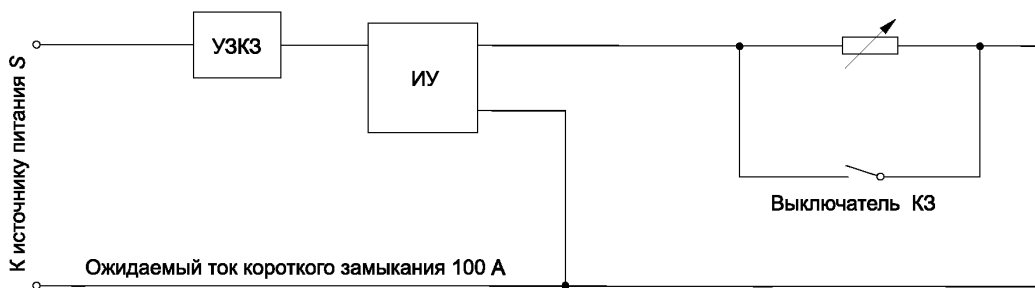 К источнику питания S
УЗКЗ
ИУ
Выключатель КЗ
Ожидаемый ток короткого замыкания 100 А